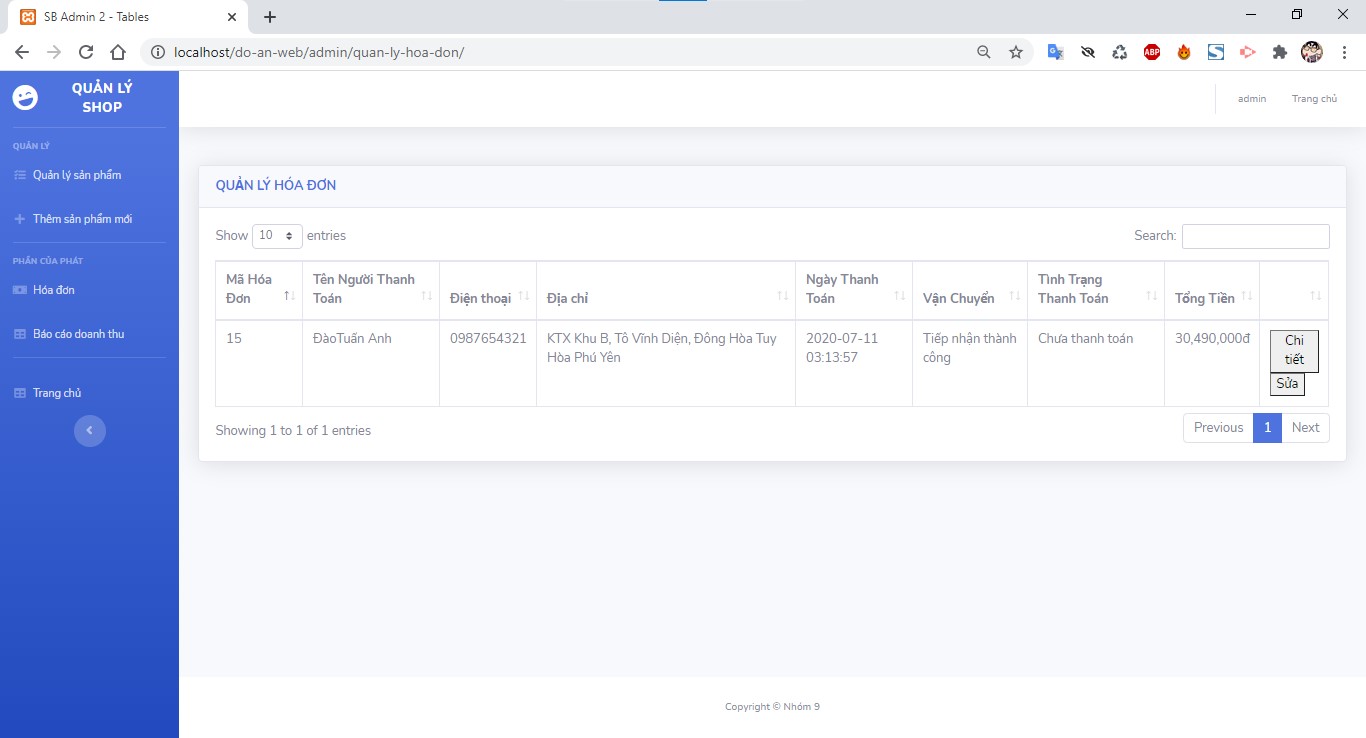 SB Admin 2 - Tables
localhost/do-an-web/admin/quan-ly-hoa-don/
ABP
QUẢN LÝ
SHOP
admin
Trang chủ
QUẢN LÝ
Quản lý sản phẩm
Thêm sản phẩm mới
PHÂN CỦA PHÁT
Hóa đơn
Báo cáo doanh thu
Trang chủ
QUẢN LÝ HÓA ĐƠN
Show 10 entries
Search:
Mã Hóa
Đơn
Tên Người Thanh
Toán
Điện thoại
Địa chỉ
Ngày Thanh
Toán
Vận Chuyển
Tình Trạng
Thanh Toán
Tổng Tiền
15
ĐàoTuấn Anh
0987654321
KTX Khu B, Tô Vĩnh Diện, Đông Hòa Tuy
Hòa Phú Yên
2020-07-11
03:13:57
Tiếp nhận thành
công
Chưa thanh toán
30,490,000đ
Chi
tiết
Sửa
Showing 1 to 1 of 1 entries
Previous 1 Next
Copyright © Nhóm 9